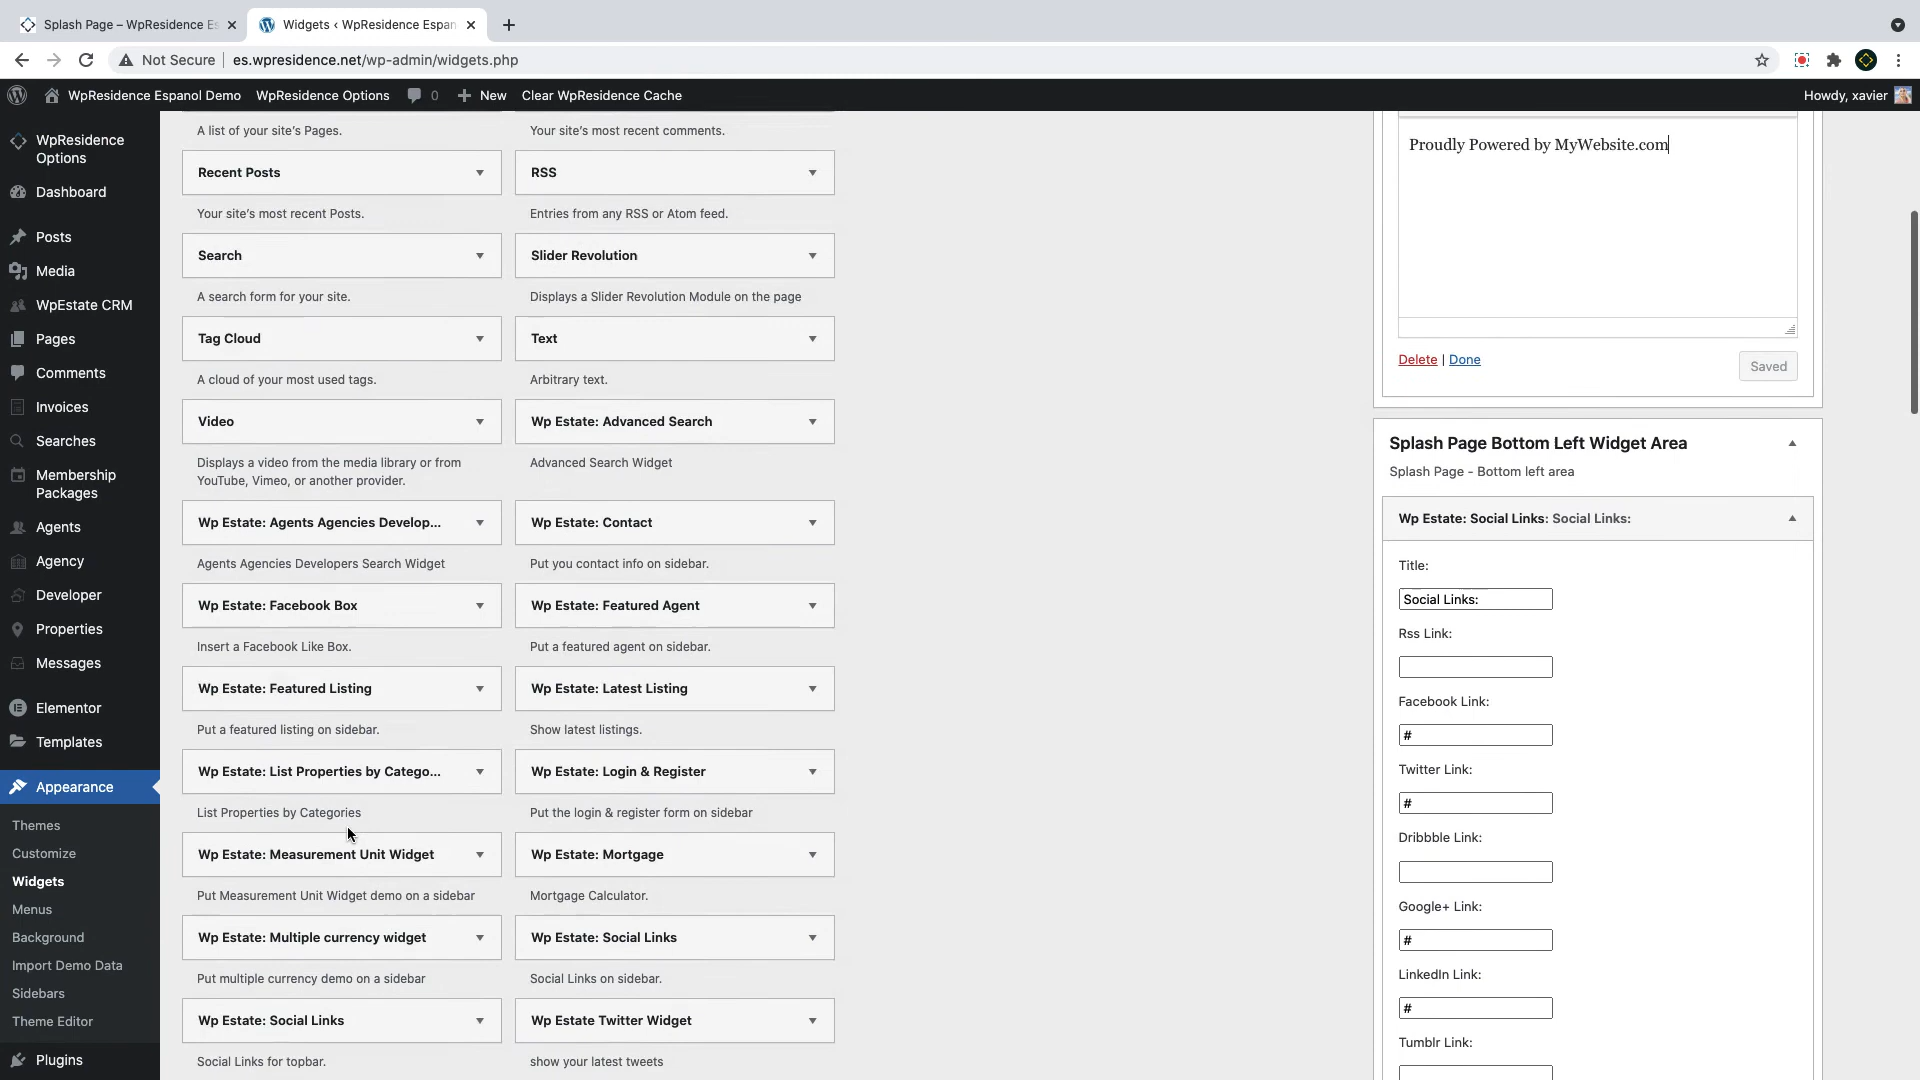 Splash Page – WpResidence Es
Widgets ‹ WpResidence Espan
Not Secure
es.wpresidence.net/wp-admin/widgets.php
WpResidence Espanol Demo
WpResidence Options
0
New
Clear WpResidence Cache
Howdy, xavier
WpResidence
Options
Dashboard
Posts
Media
WpEstate CRM
Pages
Comments
Invoices
Searches
Membership
Packages
Agents
Agency
Developer
Properties
Messages
Elementor
Templates
Appearance
Themes
Customize
Widgets
Menus
Background
Import Demo Data
Sidebars
Theme Editor
Plugins
A list of your site's Pages.
Your site's most recent comments.
Recent Posts
RSS
Your site's most recent Posts.
Entries from any RSS or Atom feed.
Search
Slider Revolution
A search form for your site.
Displays a Slider Revolution Module on the page
Tag Cloud
Text
A cloud of your most used tags.
Arbitrary text.
Video
Wp Estate: Advanced Search
Displays a video from the media library or from
YouTube, Vimeo, or another provider.
Advanced Search Widget
Wp Estate: Agents Agencies Develop...
Wp Estate: Contact
Agents Agencies Developers Search Widget
Put you contact info on sidebar.
Wp Estate: Facebook Box
Wp Estate: Featured Agent
Insert a Facebook Like Box.
Put a featured agent on sidebar.
Wp Estate: Featured Listing
Wp Estate: Latest Listing
Put a featured listing on sidebar.
Show latest listings.
Wp Estate: List Properties by Catego...
Wp Estate: Login & Register
List Properties by Categories
Put the login & register form on sidebar
Wp Estate: Measurement Unit Widget
Wp Estate: Mortgage
Put Measurement Unit Widget demo on a sidebar
Mortgage Calculator.
Wp Estate: Multiple currency widget
Wp Estate: Social Links
Put multiple currency demo on a sidebar
Social Links on sidebar.
Wp Estate: Social Links
Wp Estate Twitter Widget
Social Links for topbar.
show your latest tweets
Proudly Powered by MyWebsite.com
Delete | Done
Saved
Splash Page Bottom Left Widget Area
Splash Page - Bottom left area
Wp Estate: Social Links: Social Links:
Title:
Social Links:
Rss Link:
Facebook Link:
#
Twitter Link:
#
Dribbble Link:
Google+ Link:
#
LinkedIn Link:
#
Tumblr Link: